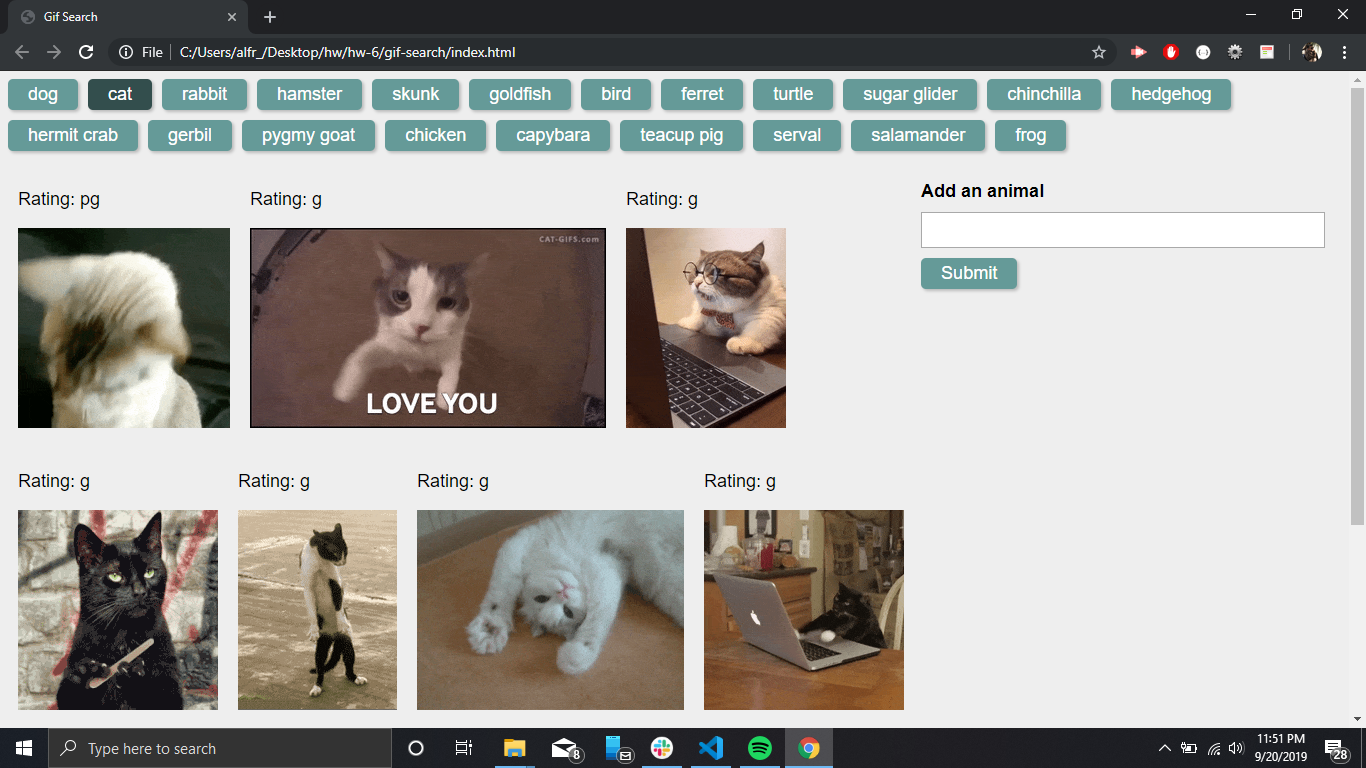 Gif Search
File C:/Users/alfr_/Desktop/hw/hw-6/gif-search/index.html
dog cat rabbit hamster skunk goldfish bird ferret turtle sugar glider chinchilla hedgehog
hermit crab gerbil pygmy goat chicken capybara teacup pig serval salamander frog
Rating: pg Rating: g Rating: g
CAT-GIFS.com
LOVE YOU
Add an animal
Submit
Rating: g Rating: g Rating: g Rating: g
Type here to search
8
11:51 PM
9/20/2019
28